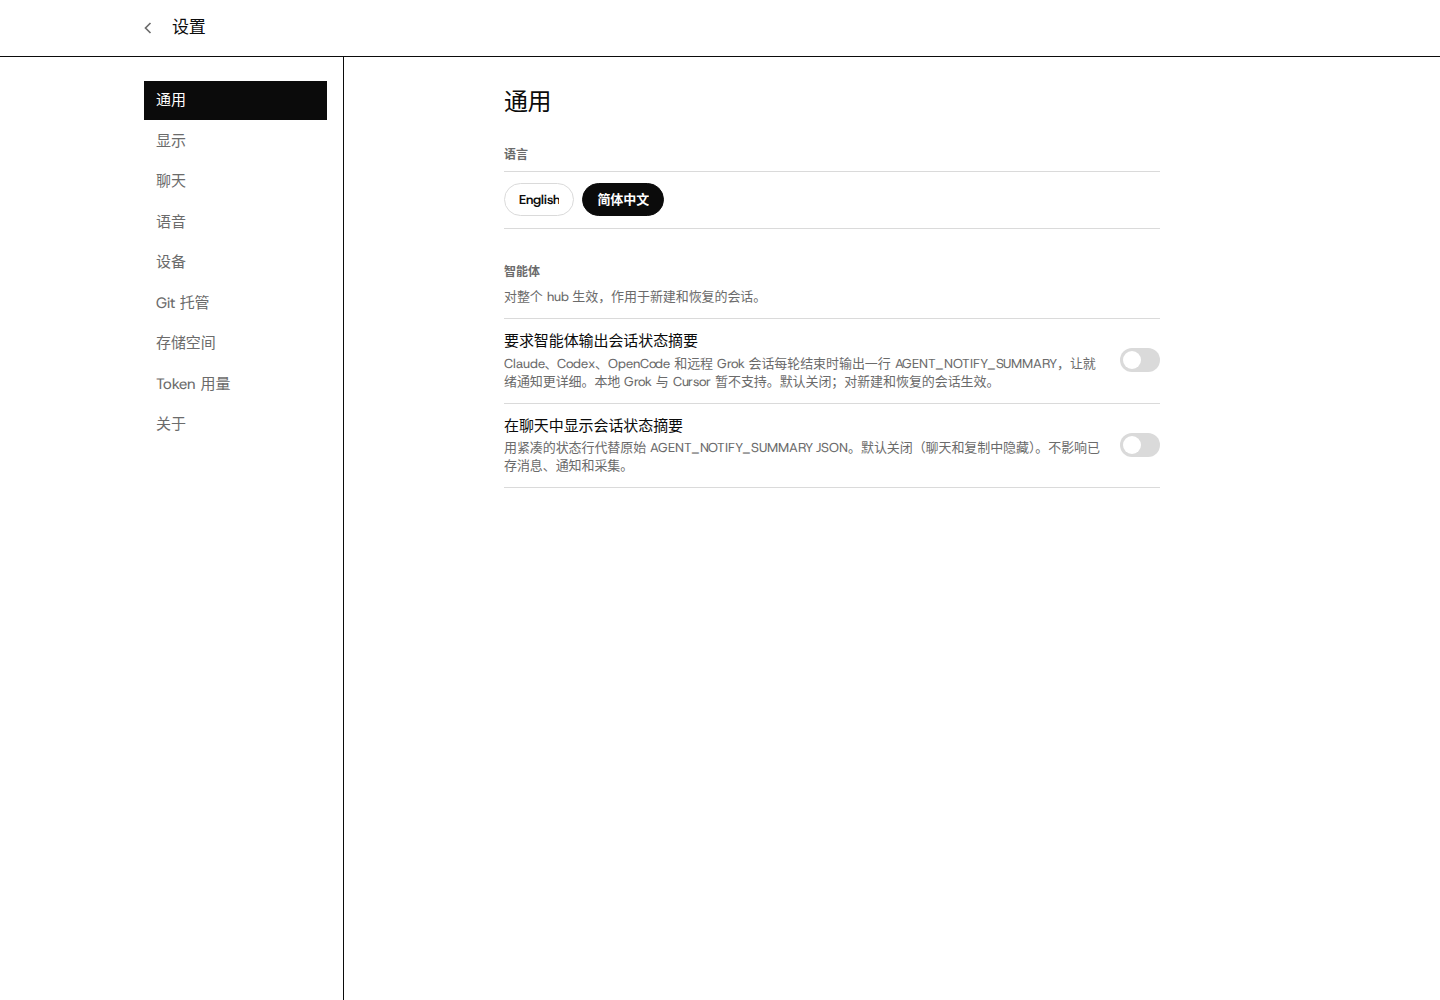 设置
通用
显示
聊天
语音
设备
Git 托管
存储空间
Token 用量
关于
通用
语言
English
简体中文
智能体
对整个 hub 生效，作用于新建和恢复的会话。
要求智能体输出会话状态摘要
Claude、Codex、OpenCode 和远程 Grok 会话每轮结束时输出一行 AGENT_NOTIFY_SUMMARY，让就
绪通知更详细。本地 Grok 与 Cursor 暂不支持。默认关闭；对新建和恢复的会话生效。
在聊天中显示会话状态摘要
用紧凑的状态行代替原始 AGENT_NOTIFY_SUMMARY JSON。默认关闭（聊天和复制中隐藏）。不影响已
存消息、通知和采集。